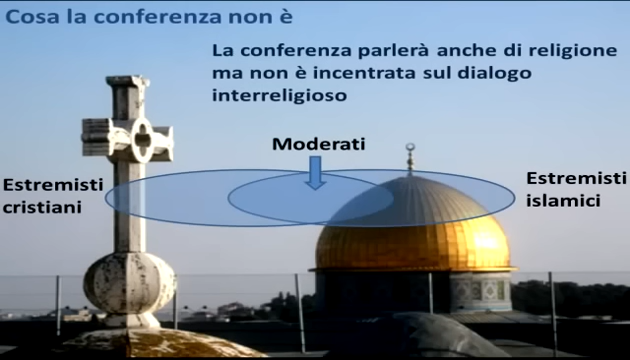 Cosa la conferenza non è
La conferenza parlerà anche di religione
ma non è incentrata sul dialogo
interreligioso
Moderati
Estremisti
cristiani
Estremisti
islamici